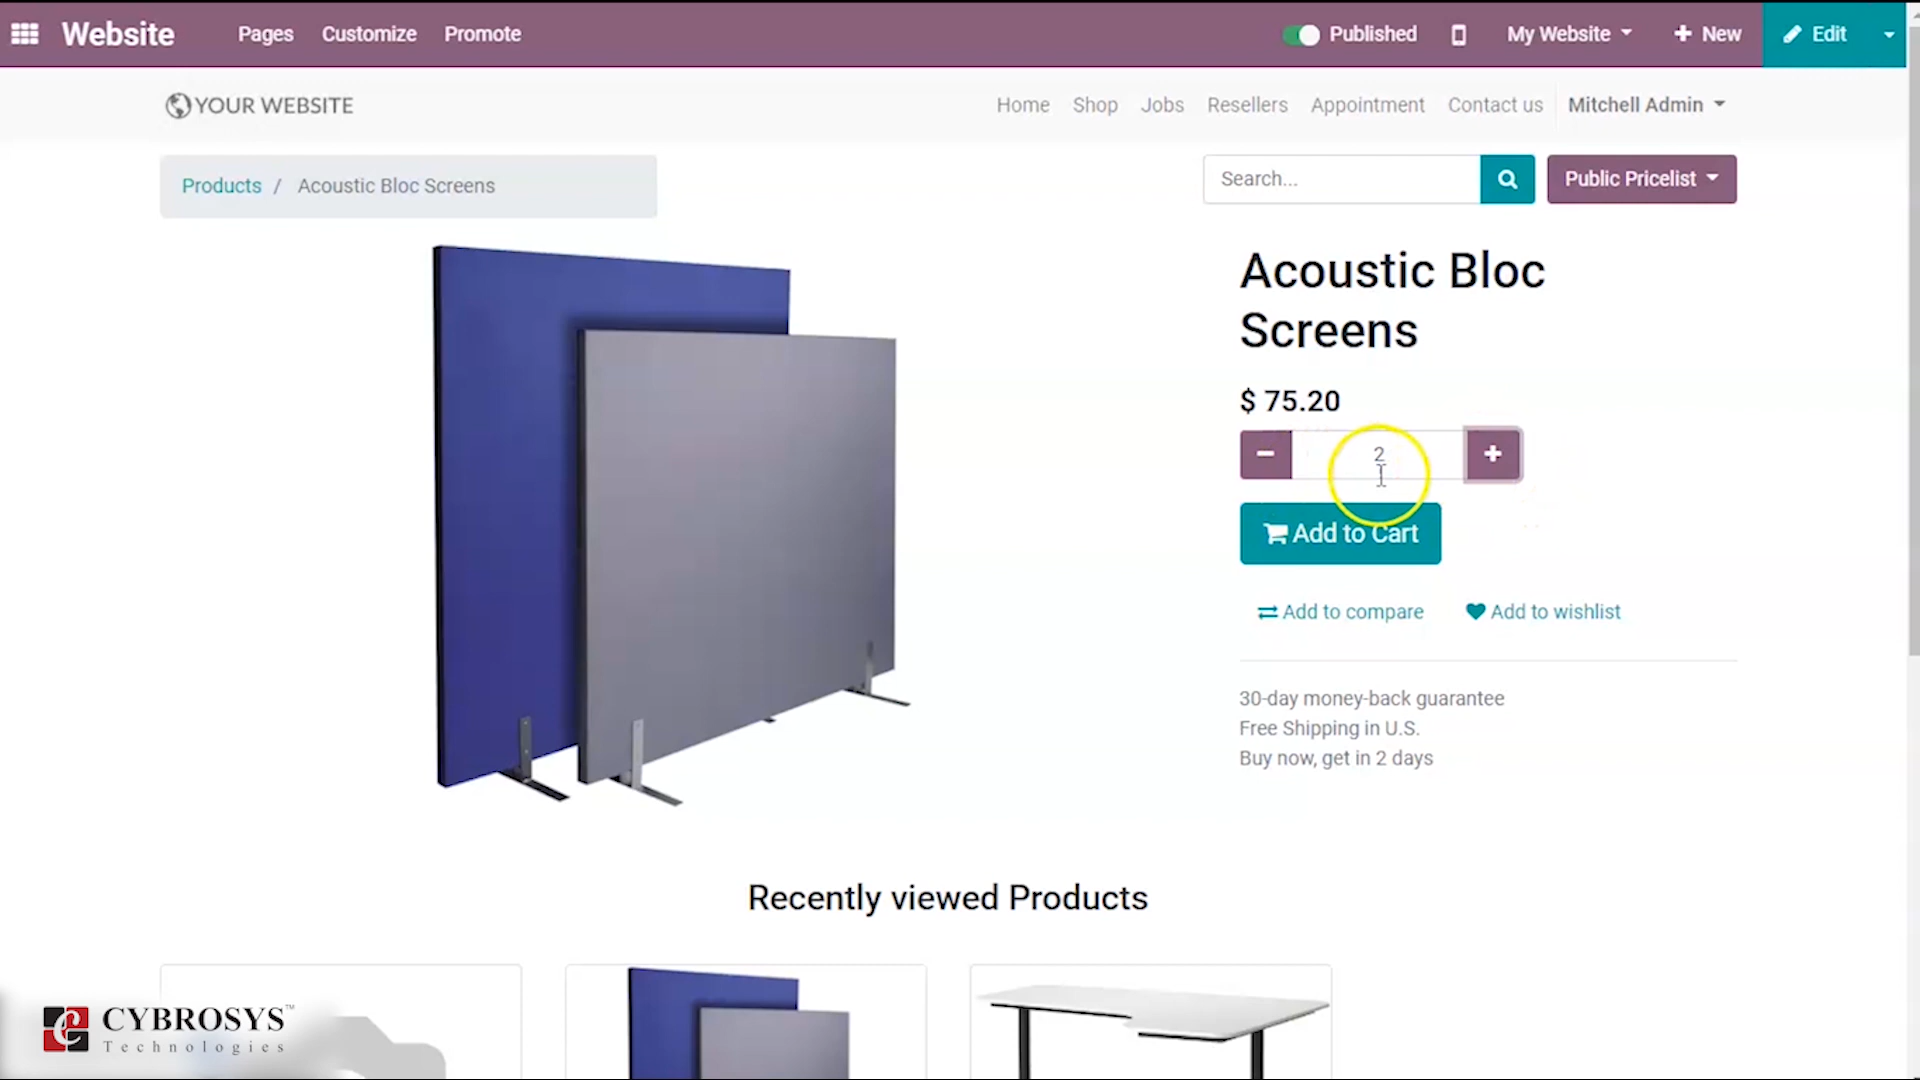 Website
Pages
Customize
Promote
Published
My Website
New
Edit
YOUR WEBSITE
Home
Shop
Jobs
Resellers
Appointment
Contact us
Mitchell Admin
Products / Acoustic Bloc Screens
Search...
Public Pricelist
Acoustic Bloc
Screens
$ 75.20
2
Add to Cart
Add to compare
Add to wishlist
30-day money-back guarantee
Free Shipping in U.S.
Buy now, get in 2 days
Recently viewed Products
CYBROSYS™
Technologies